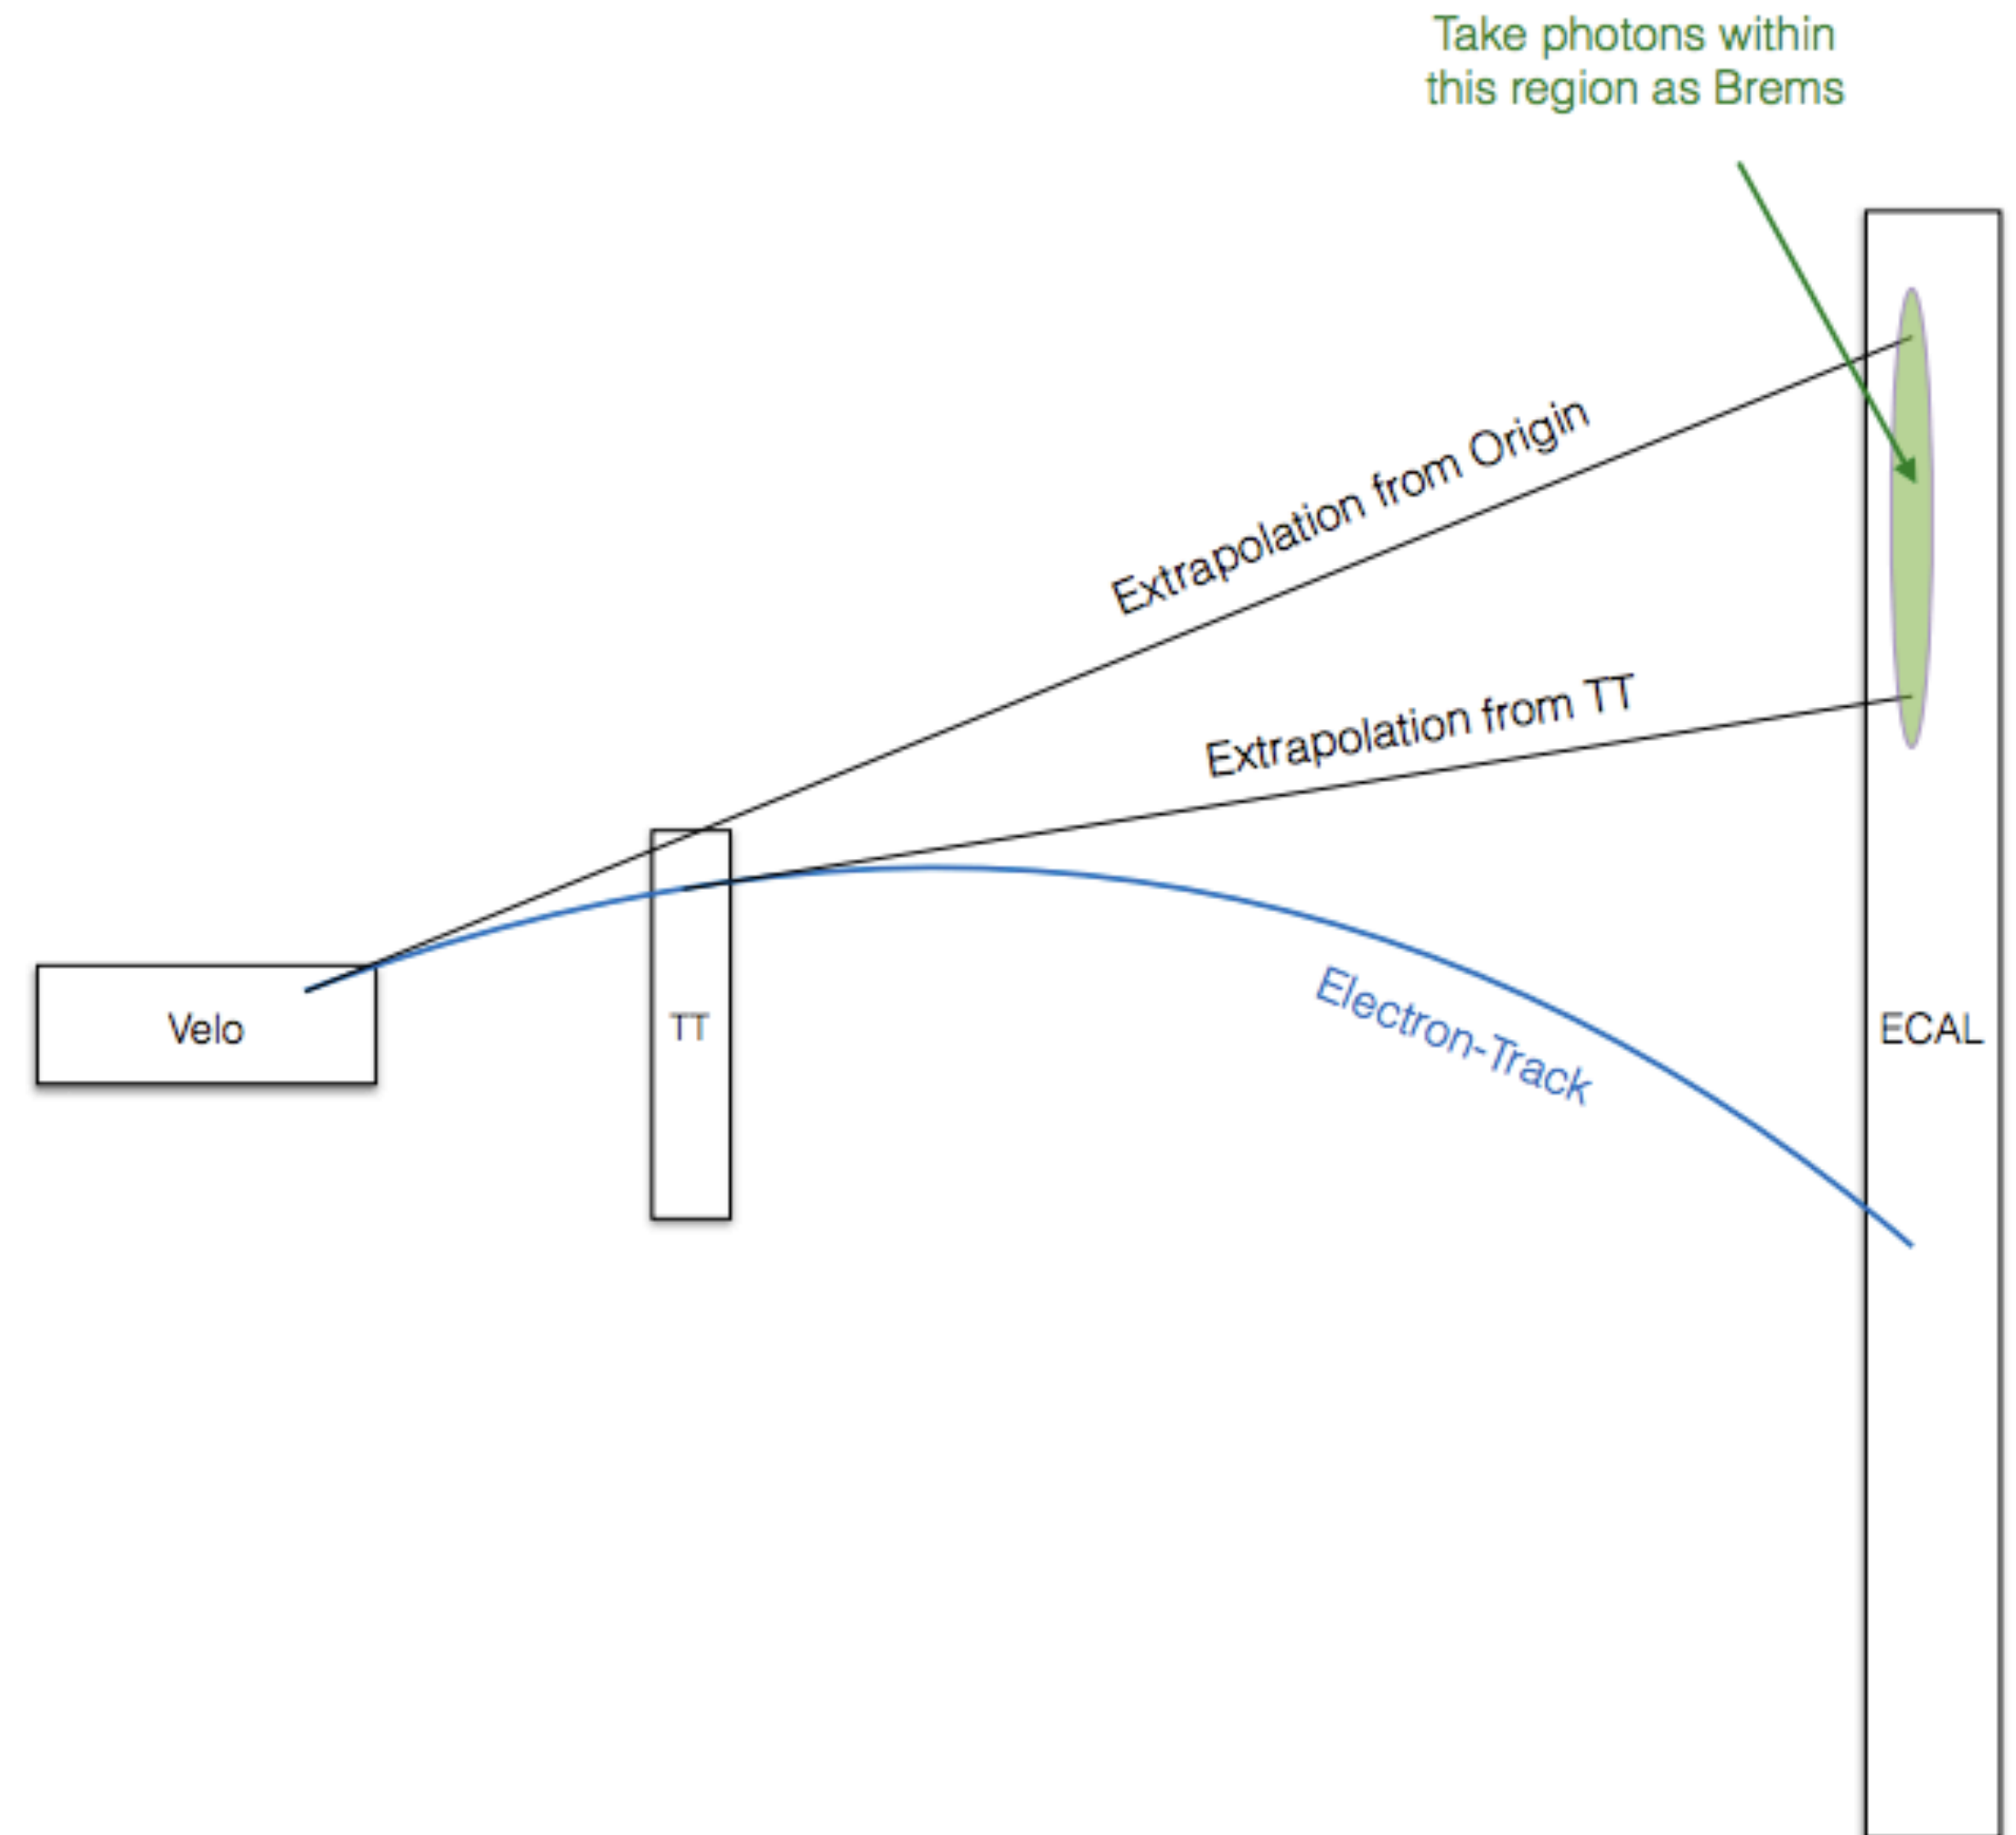 Take photons within
this region as Brems
Extrapolation from Origin
Extrapolation from TT
Electron-Track
Velo
TT
ECAL